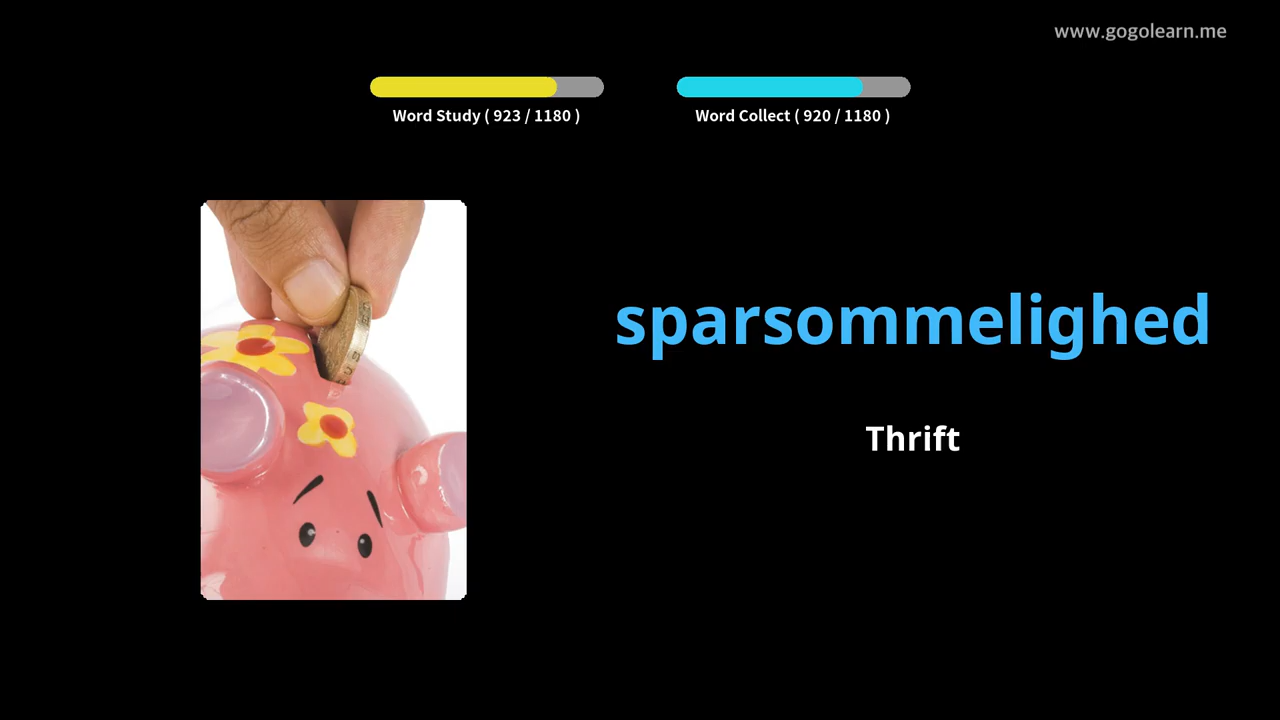 www.gogolearn.me
Word Study ( 923 / 1180 )
Word Collect ( 920 / 1180 )
sparsommelighed
Thrift